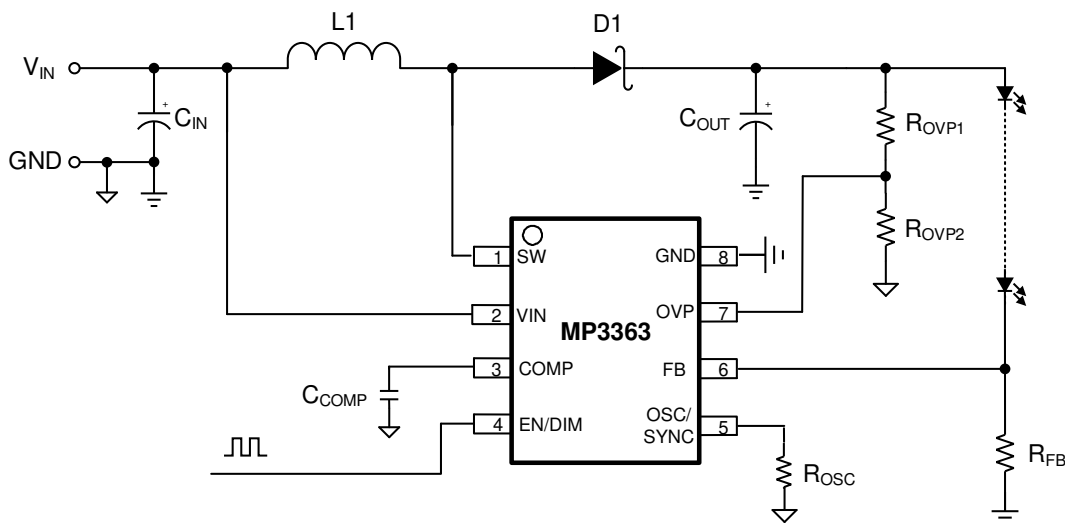 L1
D1
VIN
CIN
COUT
ROVP1
GND
ROVP2
1 SW
GND 8
2 VIN
OVP 7
MP3363
3 COMP
FB 6
CCOMP
4 EN/DIM
OSC/
SYNC 5
ROSC
RFB
+
+